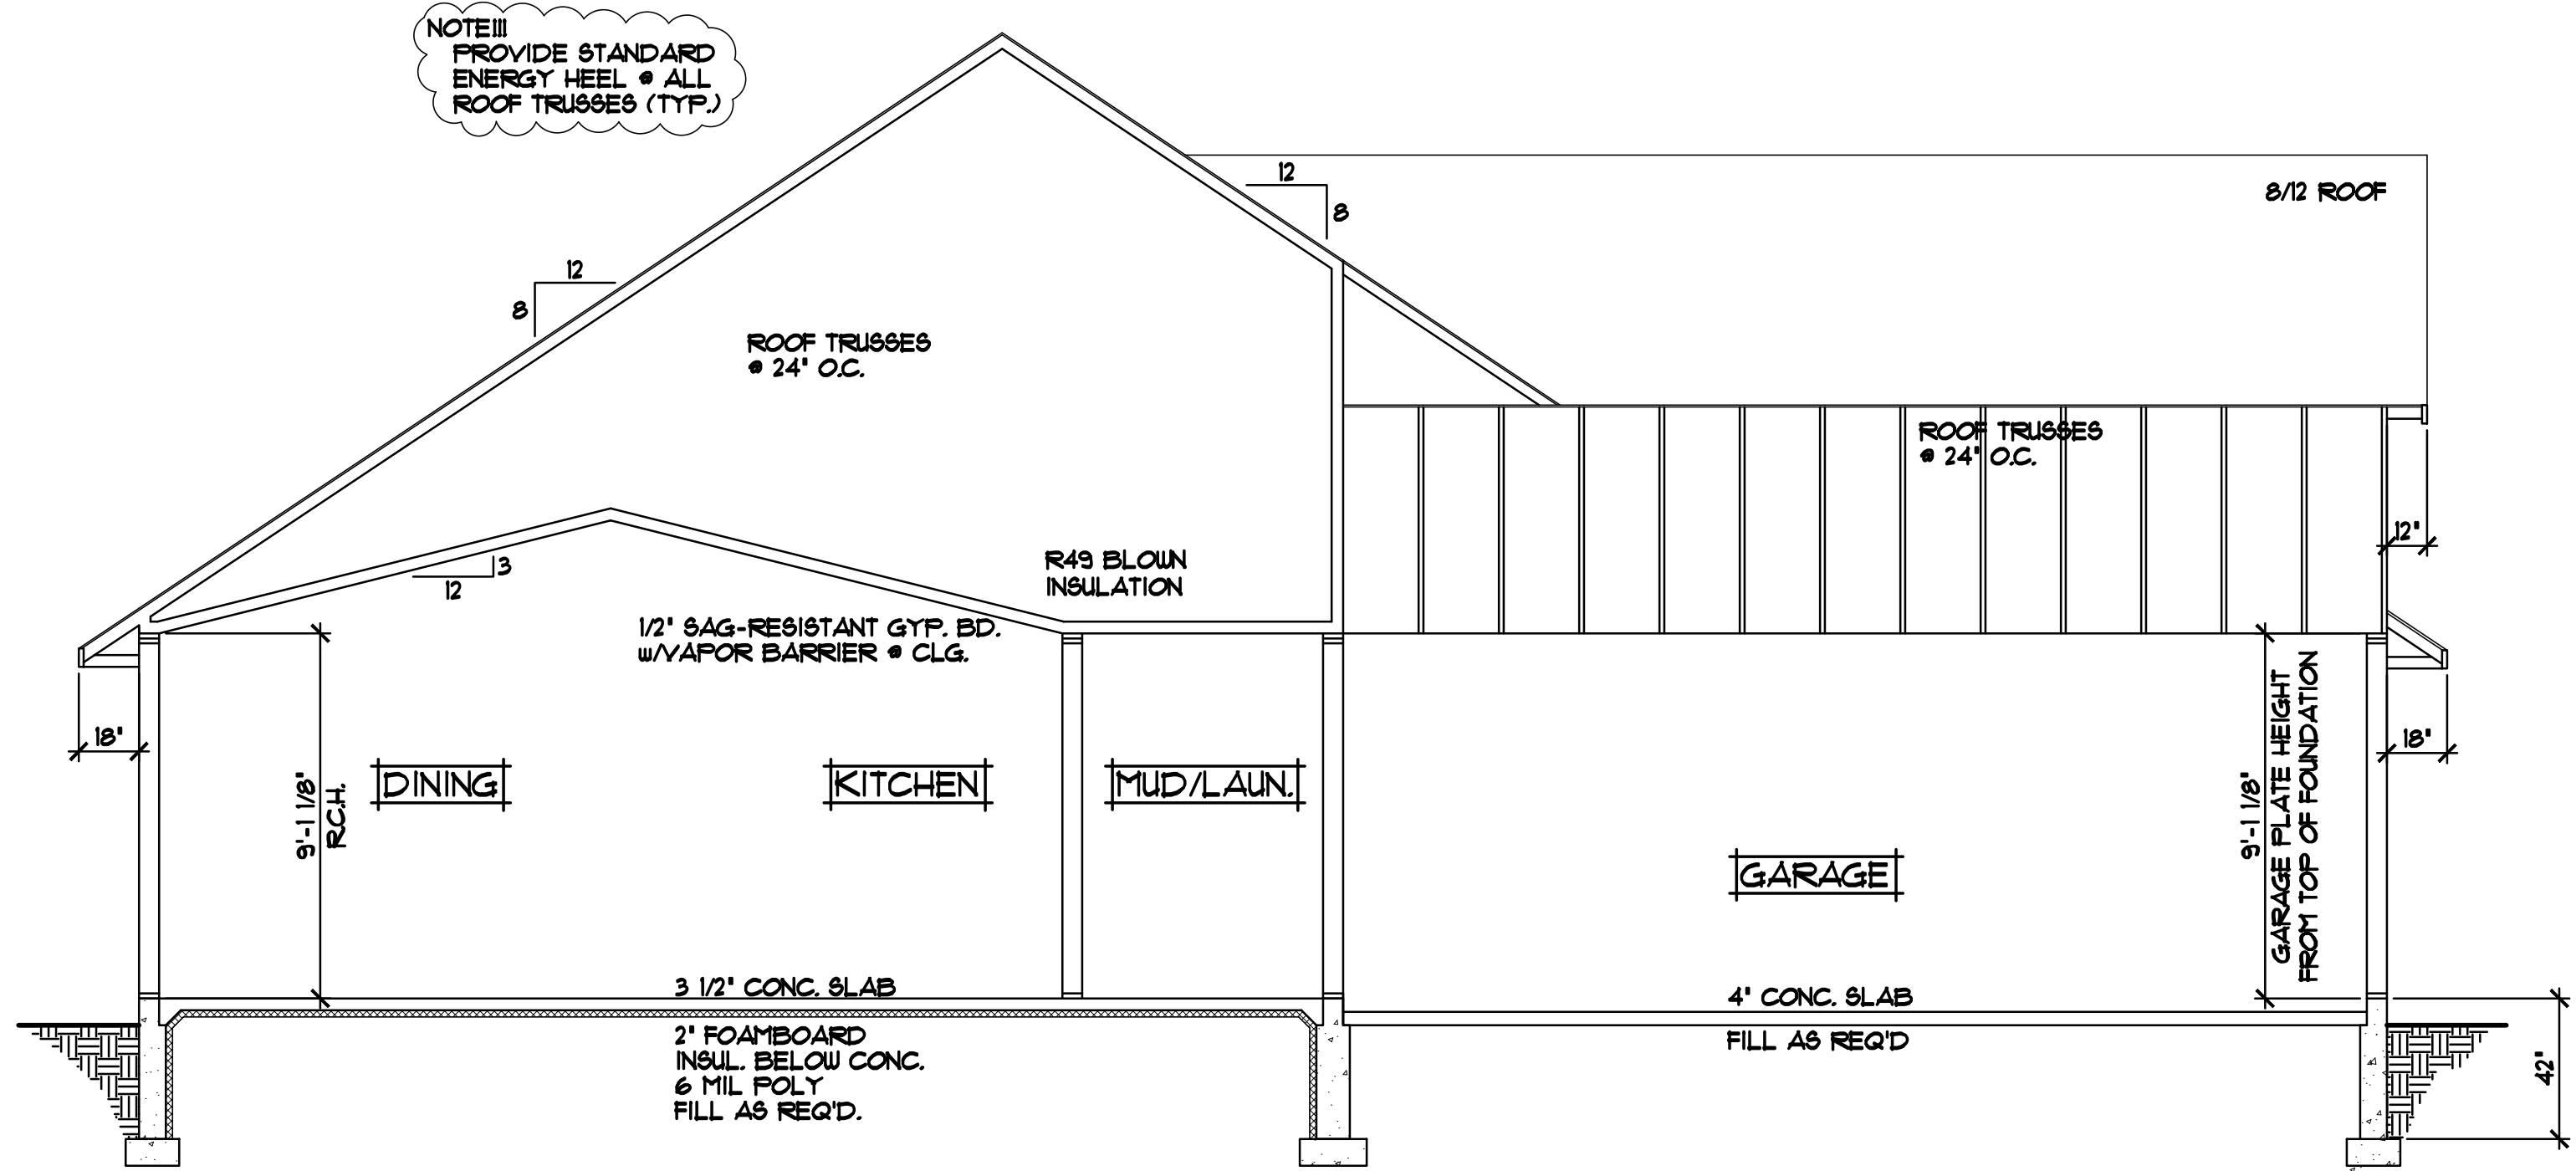 NOTE!!!
PROVIDE STANDARD
ENERGY HEEL @ ALL
ROOF TRUSSES (TYP.)
12
8
8/12 ROOF
12
8
ROOF TRUSSES
@ 24" O.C.
ROOF TRUSSES
@ 24" O.C.
12"
3
12
R49 BLOWN
INSULATION
1/2" SAG-RESISTANT GYP. BD.
w/VAPOR BARRIER @ CLG.
18"
18"
9'-1 1/8"
R.C.H.
DINING
KITCHEN
MUD/LAUN.
GARAGE
9'-1 1/8"
GARAGE PLATE HEIGHT
FROM TOP OF FOUNDATION
3 1/2" CONC. SLAB
4" CONC. SLAB
2" FOAMBOARD
INSUL. BELOW CONC.
6 MIL POLY
FILL AS REQ'D.
FILL AS REQ'D
42"